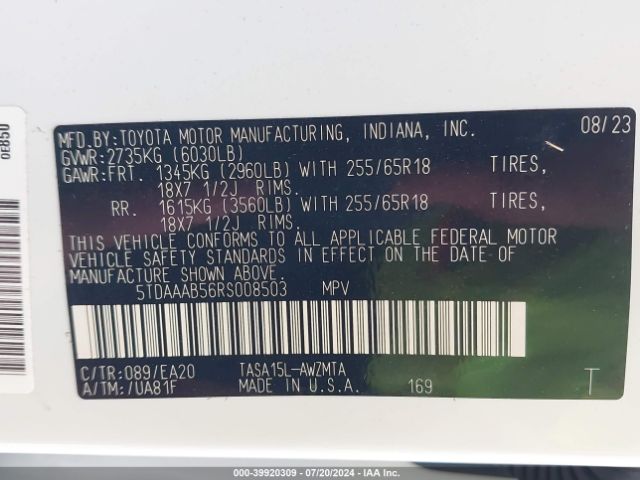 0E850
MFD.BY:TOYOTA MOTOR MANUFACTURING, INDIANA, INC. 08/23
GVWR:2735KG (6030LB)
GAWR:FRT. 1345KG (2960LB) WITH 255/65R18 TIRES,
18X7 1/2J RIMS.
RR. 1615KG (3560LB) WITH 255/65R18 TIRES,
18X7 1/2J RIMS.
THIS VEHICLE CONFORMS TO ALL APPLICABLE FEDERAL MOTOR
VEHICLE SAFETY STANDARDS IN EFFECT ON THE DATE OF
MANUFACTURE SHOWN ABOVE.
5TDAAAB56RS008503 MPV
C/TR:089/EA20 TASA15L-AWZMTA
A/TM:/UA81F MADE IN U.S.A. 169 T
000-39920309 | 07/20/2024 | IAAI.COM